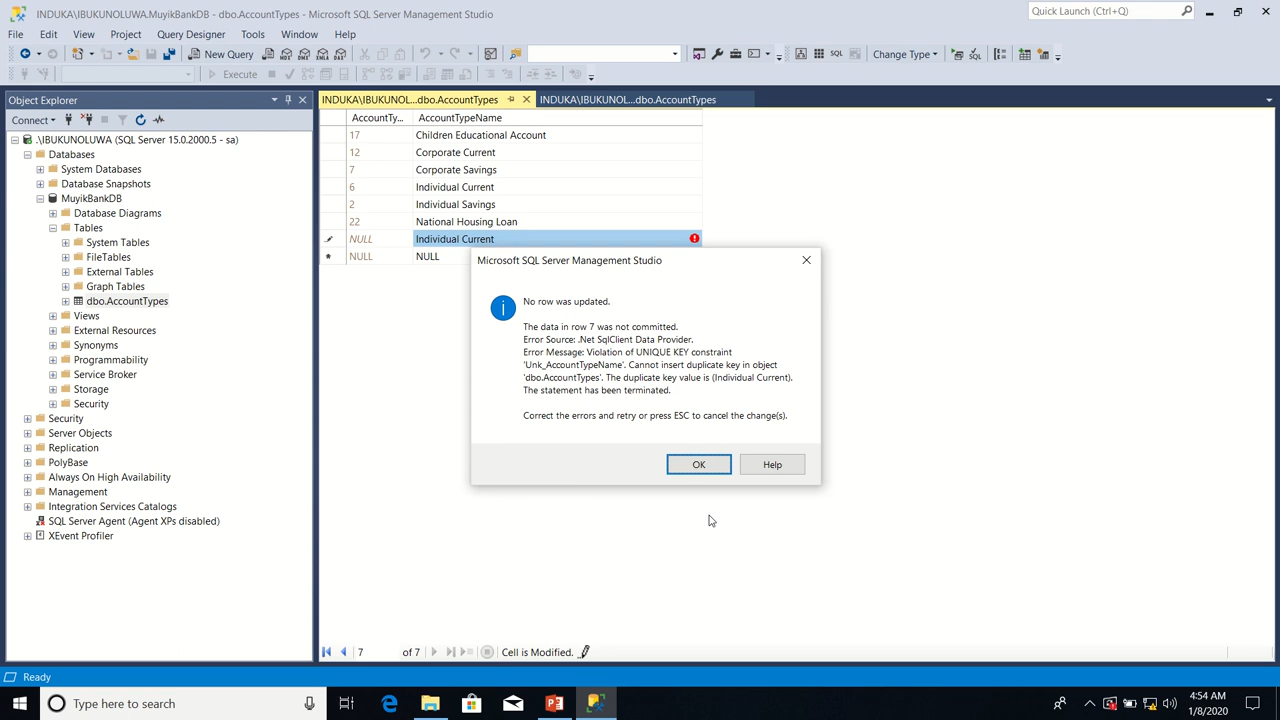 INDUKA\IBUKUNOLUWA.MuyikBankDB - dbo.AccountTypes - Microsoft SQL Server Management Studio
Quick Launch (Ctrl+Q)
File Edit View Project Query Designer Tools Window Help
New Query MDX DMX XMLA DAX SQL Change Type
Execute
Object Explorer
Connect
.\IBUKUNOLUWA (SQL Server 15.0.2000.5 - sa)
Databases
System Databases
Database Snapshots
MuyikBankDB
Database Diagrams
Tables
System Tables
FileTables
External Tables
Graph Tables
dbo.AccountTypes
Views
External Resources
Synonyms
Programmability
Service Broker
Storage
Security
Security
Server Objects
Replication
PolyBase
Always On High Availability
Management
Integration Services Catalogs
SQL Server Agent (Agent XPs disabled)
XEvent Profiler
INDUKA\IBUKUNOL...dbo.AccountTypes INDUKA\IBUKUNOL...dbo.AccountTypes
AccountTy... AccountTypeName
17 Children Educational Account
12 Corporate Current
7 Corporate Savings
6 Individual Current
2 Individual Savings
22 National Housing Loan
NULL Individual Current
NULL NULL
Microsoft SQL Server Management Studio
No row was updated.
The data in row 7 was not committed.
Error Source: .Net SqlClient Data Provider.
Error Message: Violation of UNIQUE KEY constraint
'Unk_AccountTypeName'. Cannot insert duplicate key in object
'dbo.AccountTypes'. The duplicate key value is (Individual Current).
The statement has been terminated.
Correct the errors and retry or press ESC to cancel the change(s).
OK Help
7 of 7 Cell is Modified.
Ready
Type here to search
4:54 AM
1/8/2020